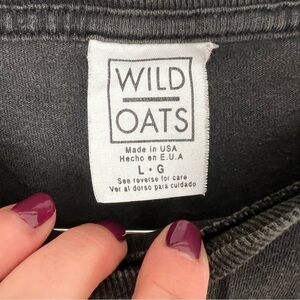 WILD
OATS
Made in USA
Hecho en E.U.A
L • G
See reverse for care
Ver al dorso para cuidado